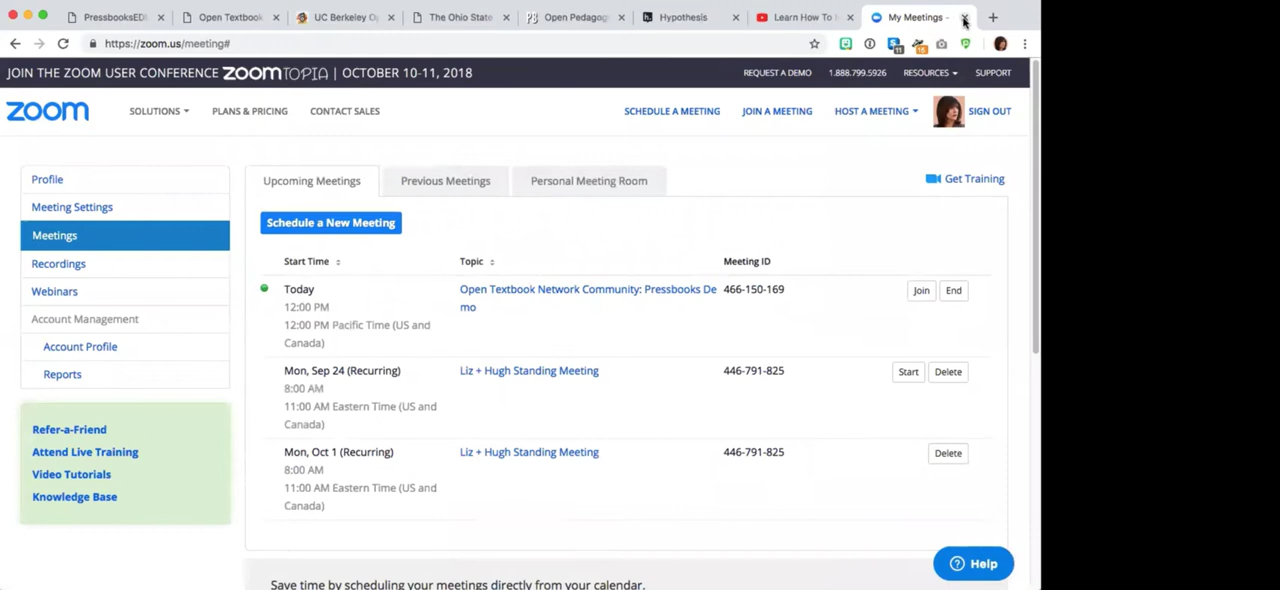 PressbooksEDU
Open Textbook
UC Berkeley Op
The Ohio State
Open Pedagog
Hypothesis
Learn How To
My Meetings -
https://zoom.us/meeting#
11
15
JOIN THE ZOOM USER CONFERENCE ZOOMTOPIA | OCTOBER 10-11, 2018
REQUEST A DEMO 1.888.799.5926 RESOURCES SUPPORT
zoom SOLUTIONS PLANS & PRICING CONTACT SALES SCHEDULE A MEETING JOIN A MEETING HOST A MEETING SIGN OUT
Profile
Meeting Settings
Meetings
Recordings
Webinars
Account Management
Account Profile
Reports
Refer-a-Friend
Attend Live Training
Video Tutorials
Knowledge Base
Upcoming Meetings Previous Meetings Personal Meeting Room Get Training
Schedule a New Meeting
Start Time Topic Meeting ID
Today Open Textbook Network Community: Pressbooks De 466-150-169 Join End
12:00 PM mo
12:00 PM Pacific Time (US and
Canada)
Mon, Sep 24 (Recurring) Liz + Hugh Standing Meeting 446-791-825 Start Delete
8:00 AM
11:00 AM Eastern Time (US and
Canada)
Mon, Oct 1 (Recurring) Liz + Hugh Standing Meeting 446-791-825 Delete
8:00 AM
11:00 AM Eastern Time (US and
Canada)
Help
Save time by scheduling your meetings directly from your calendar.